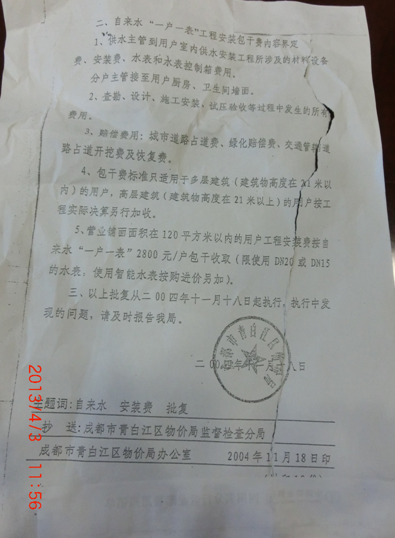 二、自来水“一户一表”工程安装包干费内容界定
1、供水主管到用户室内供水安装工程所涉及的材料设备
费、安装费、水表和水表控制箱费用。
分户主管接至用户厨房、卫生间墙面。
2、查勘、设计、施工安装、试压验收等过程中发生的所有
费用。
3、赔偿费用：城市道路占道费、绿化赔偿费、交通管制道
路占道开挖费及恢复费。
4、包干费标准只适用于多层建筑（建筑物高度在21米以
内）的用户，高层建筑（建筑物高度在21米以上）的用户按工
程实际决算另行加收。
5、营业铺面面积在120平方米以内的用户工程安装费按自
来水“一户一表”2800元/户包干收取（限使用DN20或DN15
的水表，使用智能水表按购进价另加）。
三、以上批复从二00四年十一月十八日起执行，执行中发
现的问题，请及时报告我局。
二00四年十一月十八日
主题词：自来水 安装费 批复
抄 送：成都市青白江区物价局监督检查分局
成都市青白江区物价局办公室 2004年11月18日印
2013/4/3 11:56